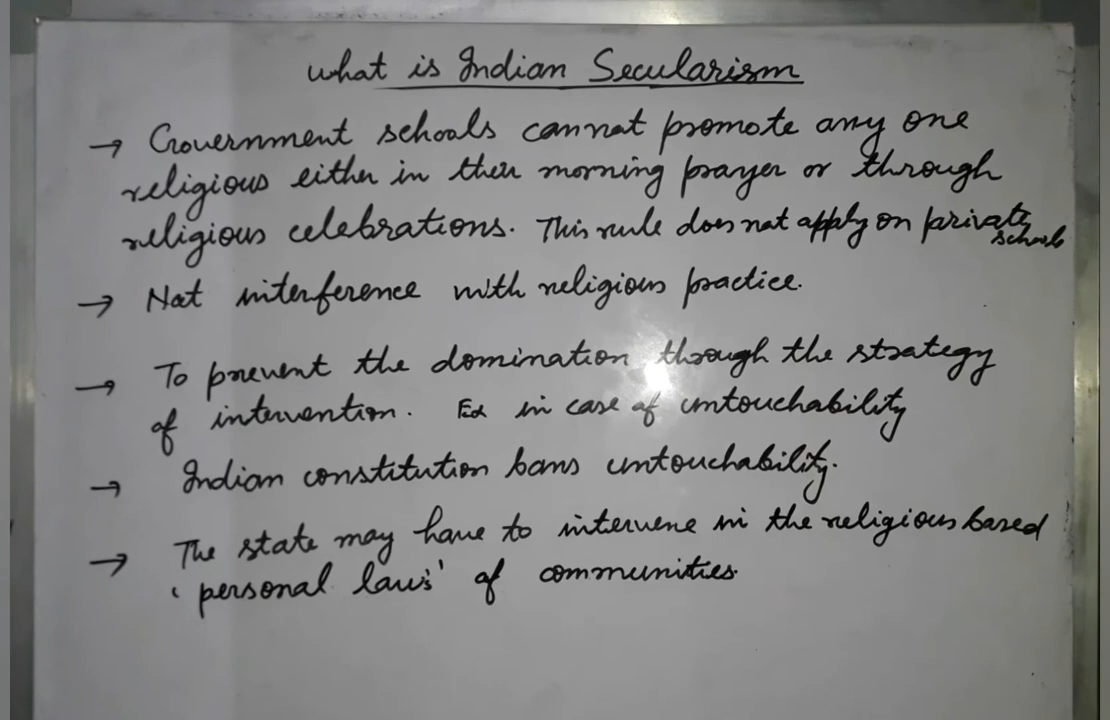 what is Indian Secularism
→ Government schools cannot promote any one
religious either in their morning prayer or through
religious celebrations. This rule does not apply on private
schools
→ Not interference with religious practice.
→ To prevent the domination through the strategy
of intervention. Ex in case of untouchability
→ Indian constitution bans untouchability.
→ The state may have to intervene in the religious based
'personal laws' of communities.